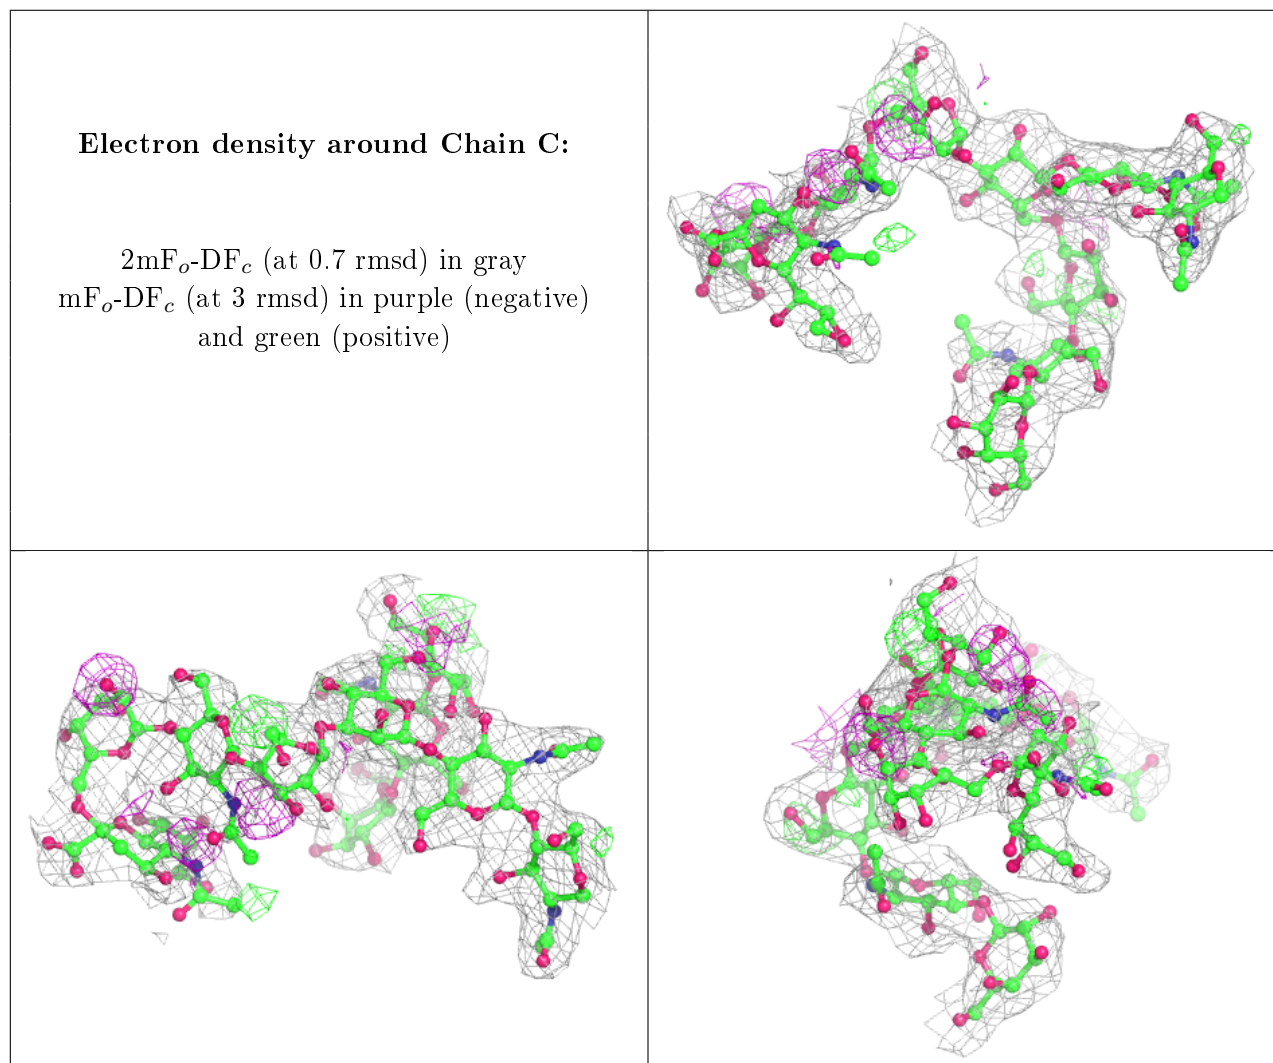 Electron density around Chain C:
2mFₒ-DF𝒸 (at 0.7 rmsd) in gray
mFₒ-DF𝒸 (at 3 rmsd) in purple (negative)
and green (positive)